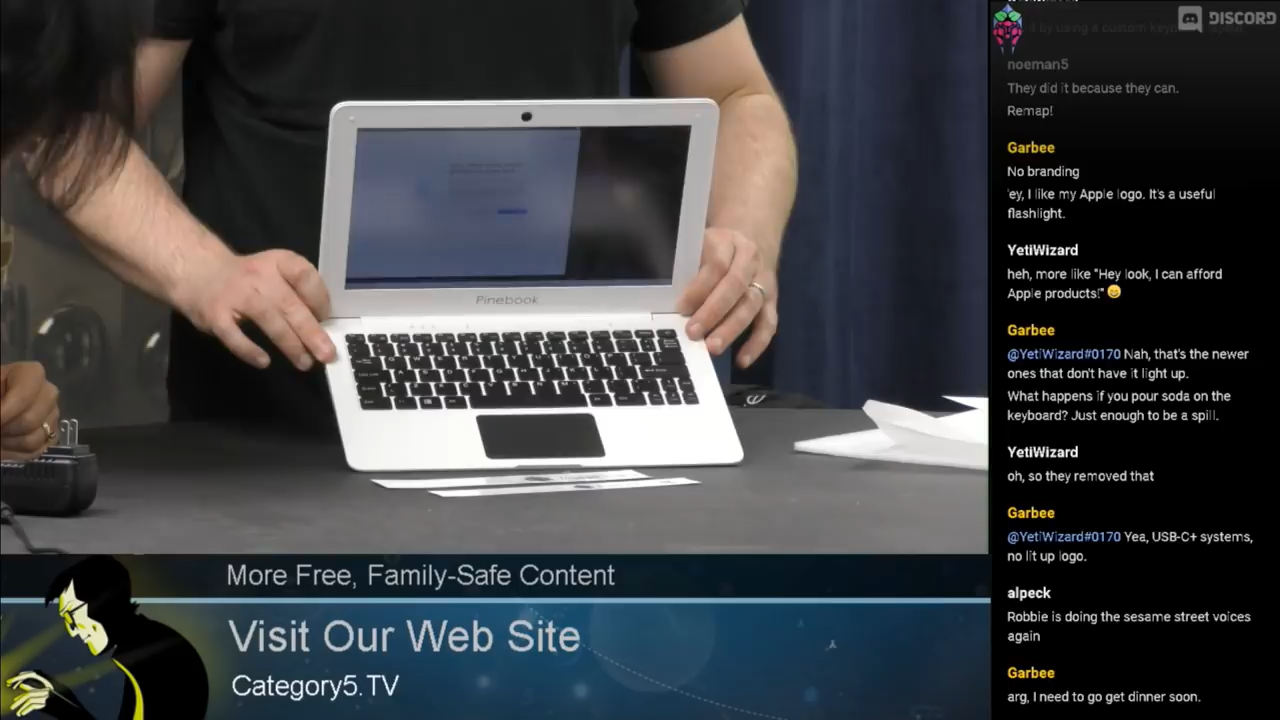 DISCORD
noeman5
They did it because they can.
Remap!
Garbee
No branding
'ey, I like my Apple logo. It's a useful
flashlight.
YetiWizard
heh, more like "Hey look, I can afford
Apple products!"
Garbee
@YetiWizard#0170 Nah, that's the newer
ones that don't have it light up.
What happens if you pour soda on the
keyboard? Just enough to be a spill.
YetiWizard
oh, so they removed that
Garbee
@YetiWizard#0170 Yea, USB-C+ systems,
no lit up logo.
alpeck
Robbie is doing the sesame street voices
again
Garbee
arg, I need to go get dinner soon.
Pinebook
More Free, Family-Safe Content
Visit Our Web Site
Category5.TV